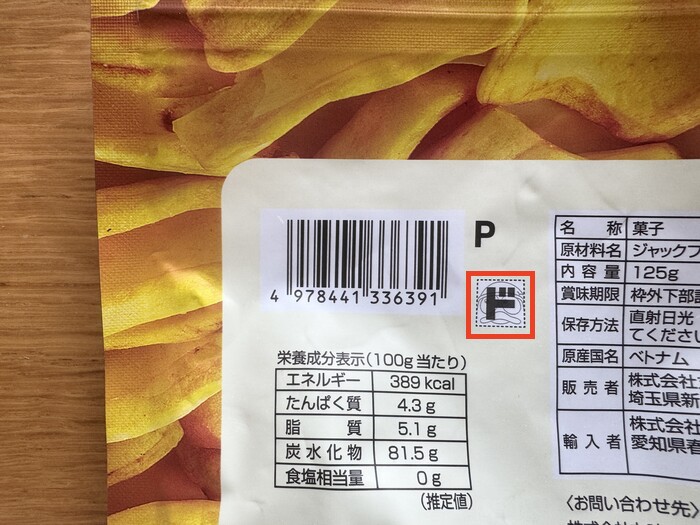 P
4 978441 336391
ド
栄養成分表示(100g当たり)
エネルギー 389 kcal
たんぱく質 4.3 g
脂 質 5.1 g
炭水化物 81.5 g
食塩相当量 0 g
(推定値)
名 称 菓子
原材料名 ジャックフ
内容量 125g
賞味期限 枠外下部
保存方法 直射日光
てくださ
原産国名 ベトナム
販売者 株式会社
埼玉県新
輸入者 株式会社
愛知県春
〈お問い合わせ先〉